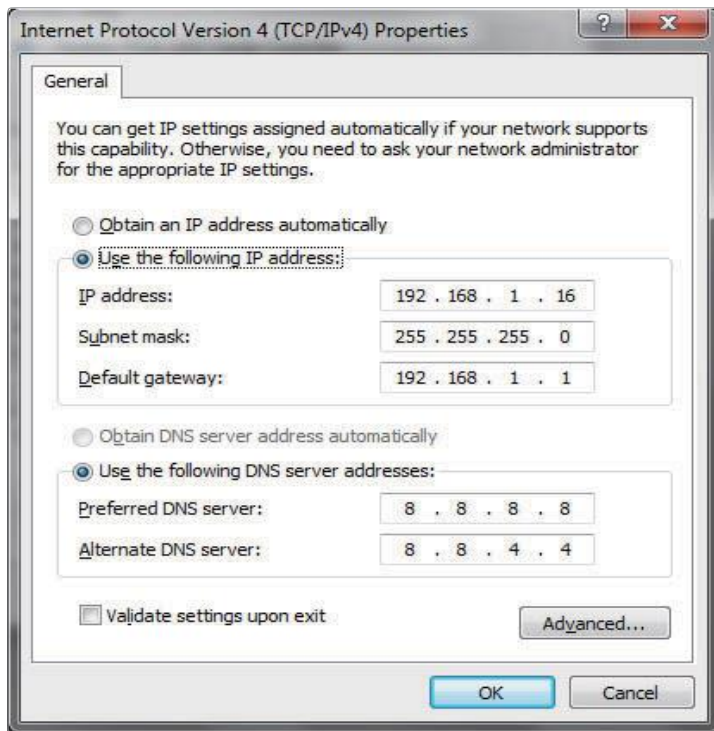 Internet Protocol Version 4 (TCP/IPv4) Properties
?
General
You can get IP settings assigned automatically if your network supports
this capability. Otherwise, you need to ask your network administrator
for the appropriate IP settings.
Obtain an IP address automatically
Use the following IP address:
IP address: 192 . 168 . 1 . 16
Subnet mask: 255 . 255 . 255 . 0
Default gateway: 192 . 168 . 1 . 1
Obtain DNS server address automatically
Use the following DNS server addresses:
Preferred DNS server: 8 . 8 . 8 . 8
Alternate DNS server: 8 . 8 . 4 . 4
Validate settings upon exit
Advanced...
OK Cancel